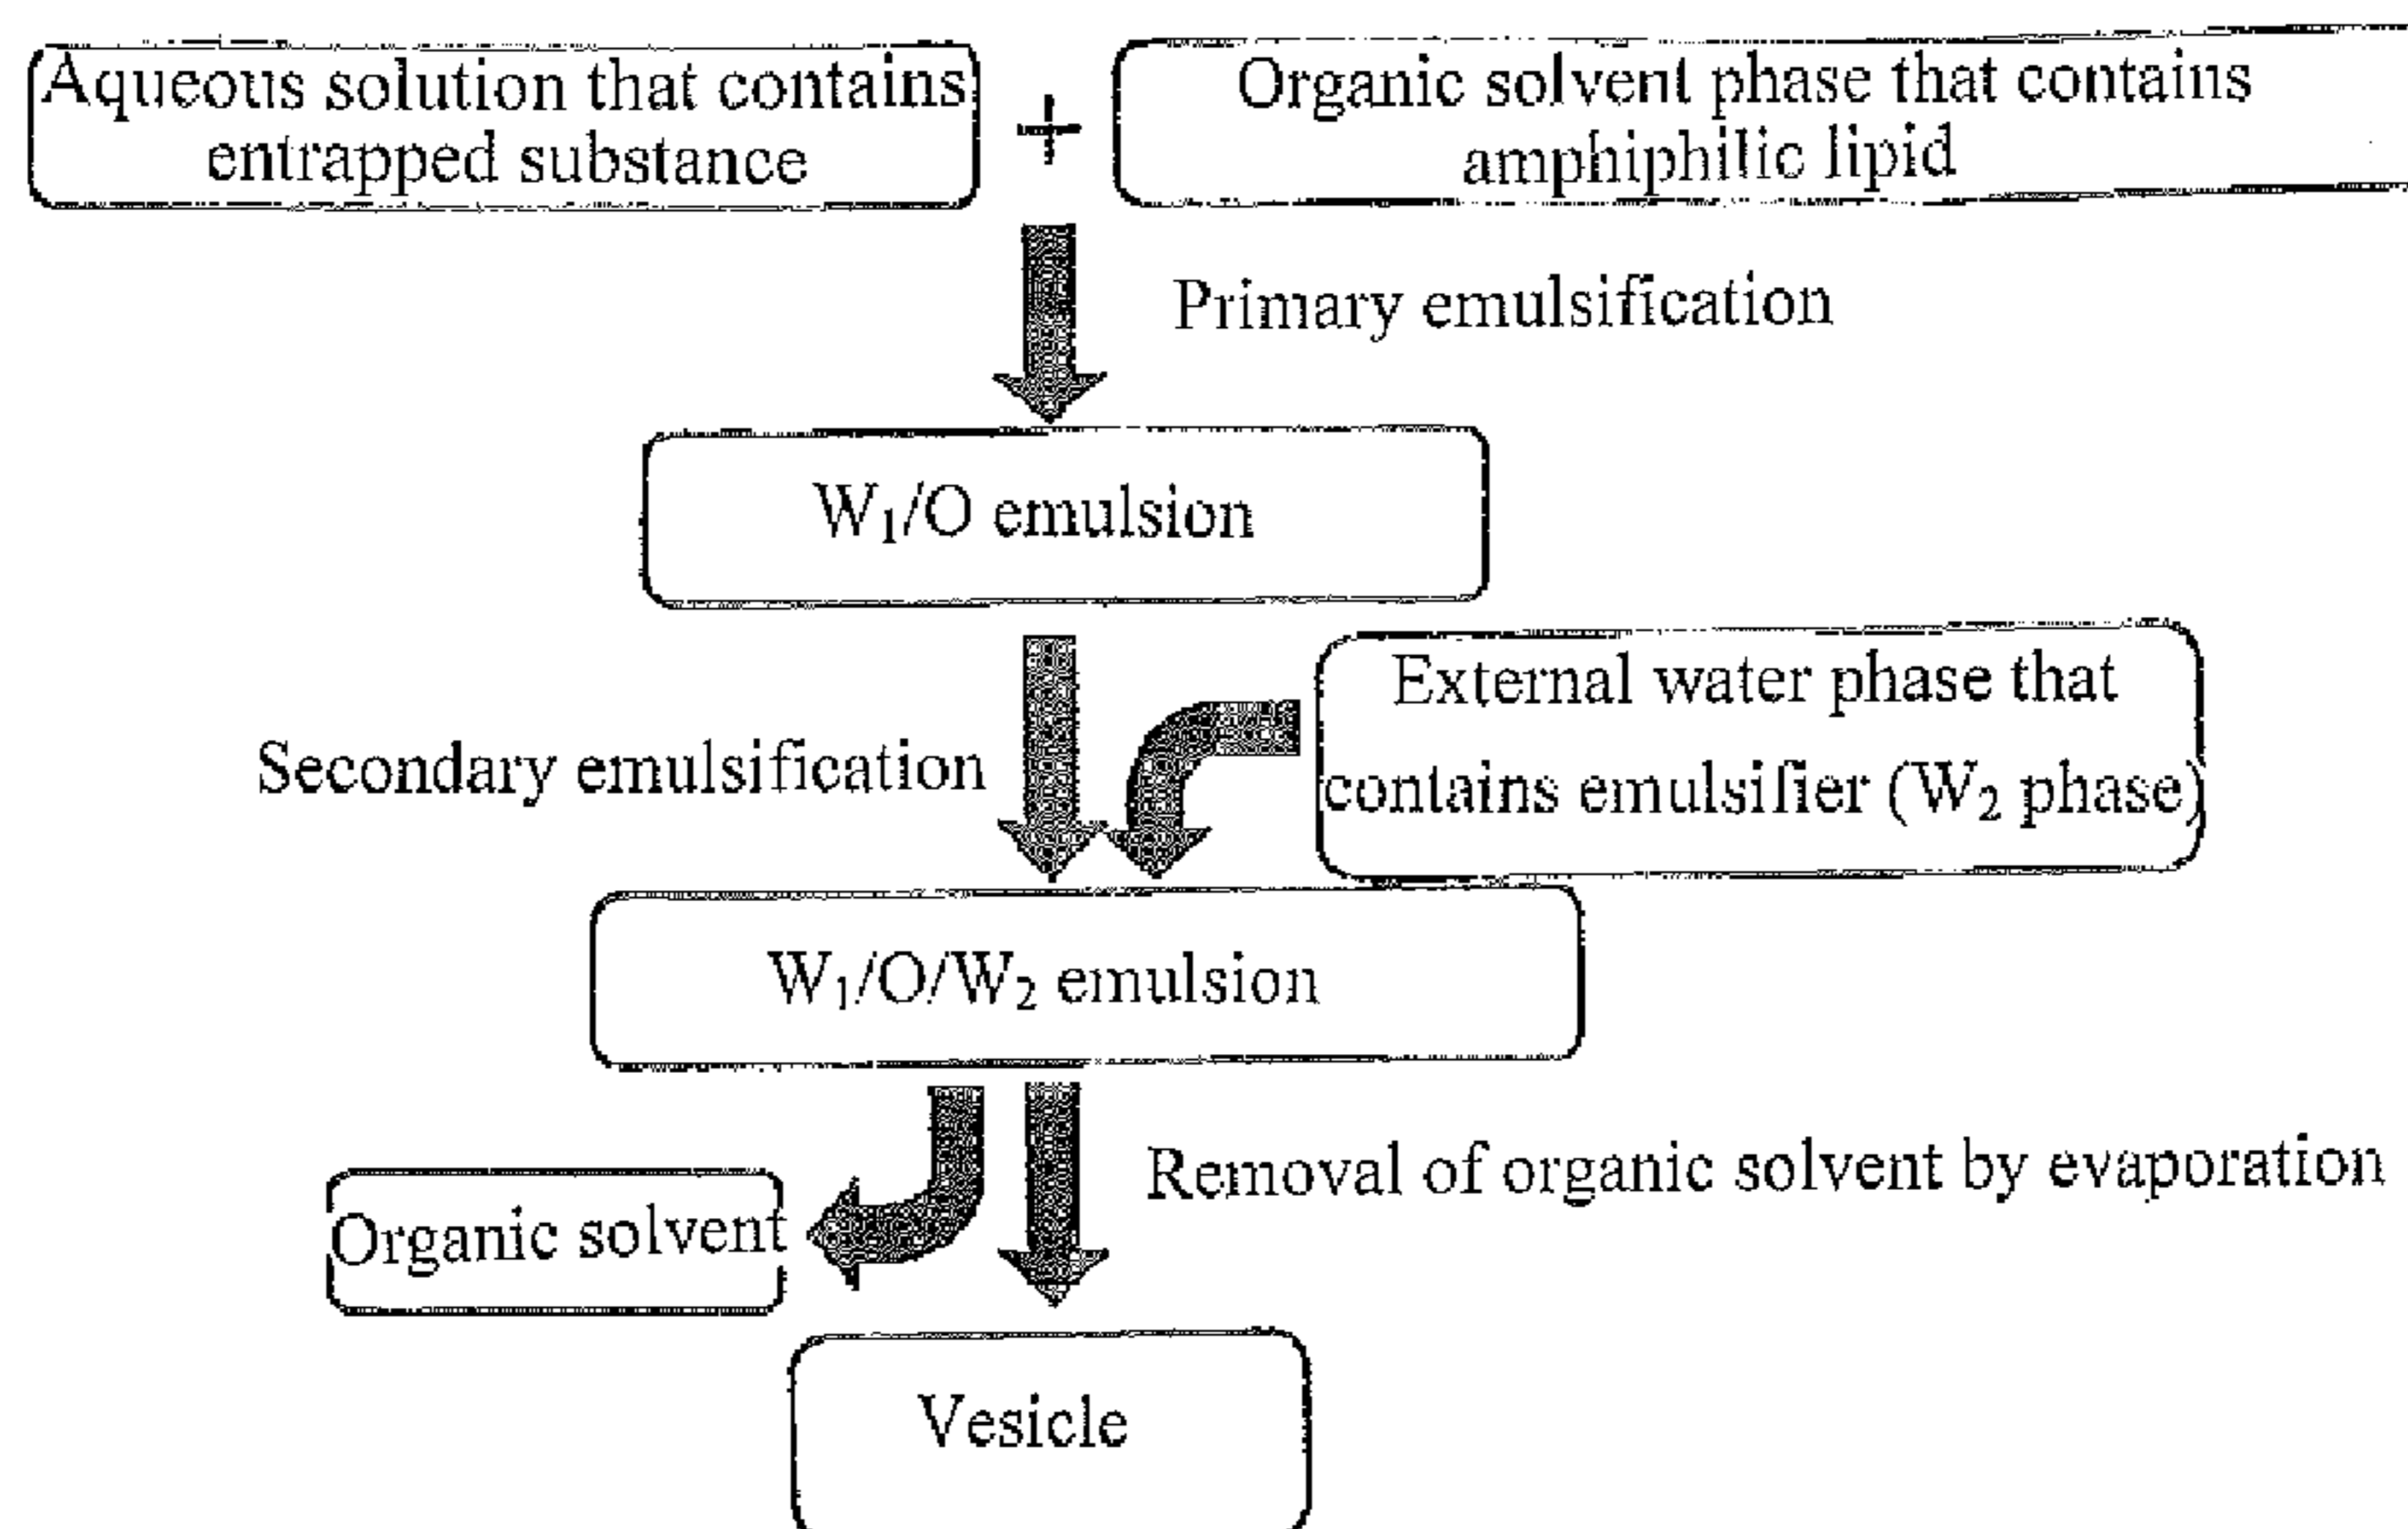 Aqueous solution that contains
entrapped substance
+
Organic solvent phase that contains
amphiphilic lipid
Primary emulsification
W₁/O emulsion
External water phase that
contains emulsifier (W₂ phase)
Secondary emulsification
W₁/O/W₂ emulsion
Removal of organic solvent by evaporation
Organic solvent
Vesicle